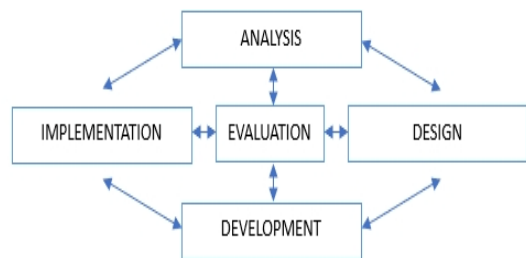 ANALYSIS
IMPLEMENTATION
EVALUATION
DESIGN
DEVELOPMENT